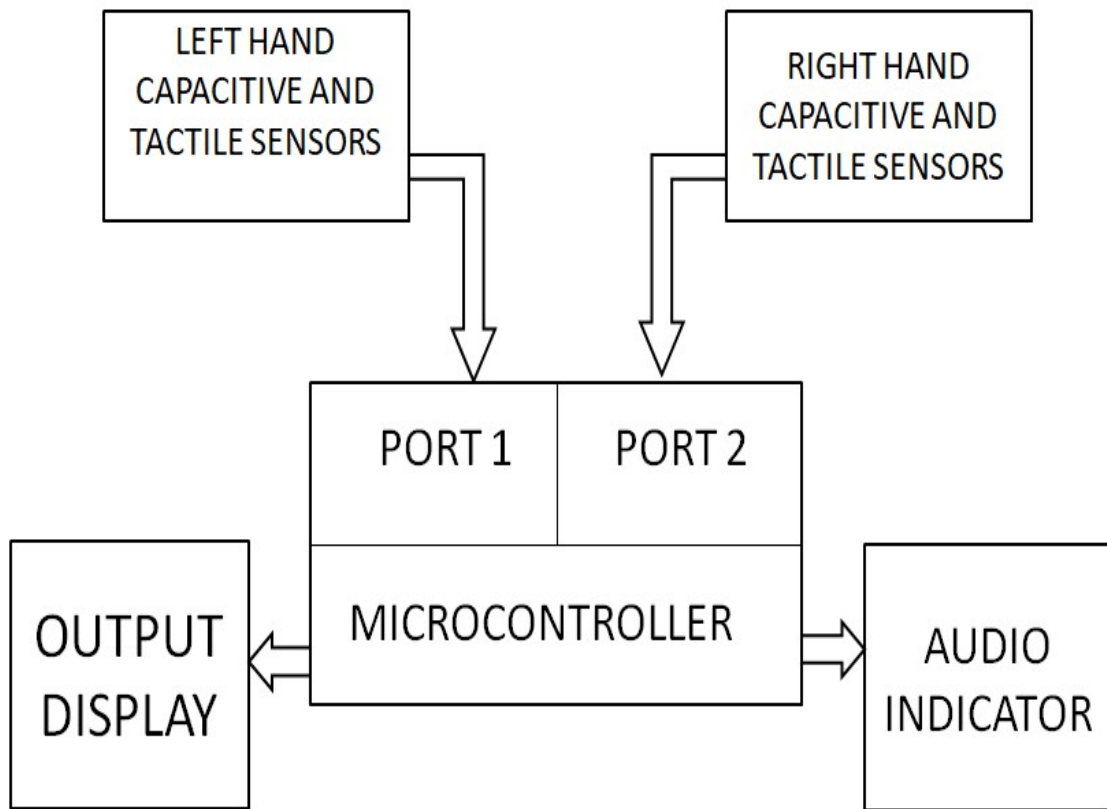 LEFT HAND
CAPACITIVE AND
TACTILE SENSORS
RIGHT HAND
CAPACITIVE AND
TACTILE SENSORS
PORT 1
PORT 2
MICROCONTROLLER
OUTPUT
DISPLAY
AUDIO
INDICATOR